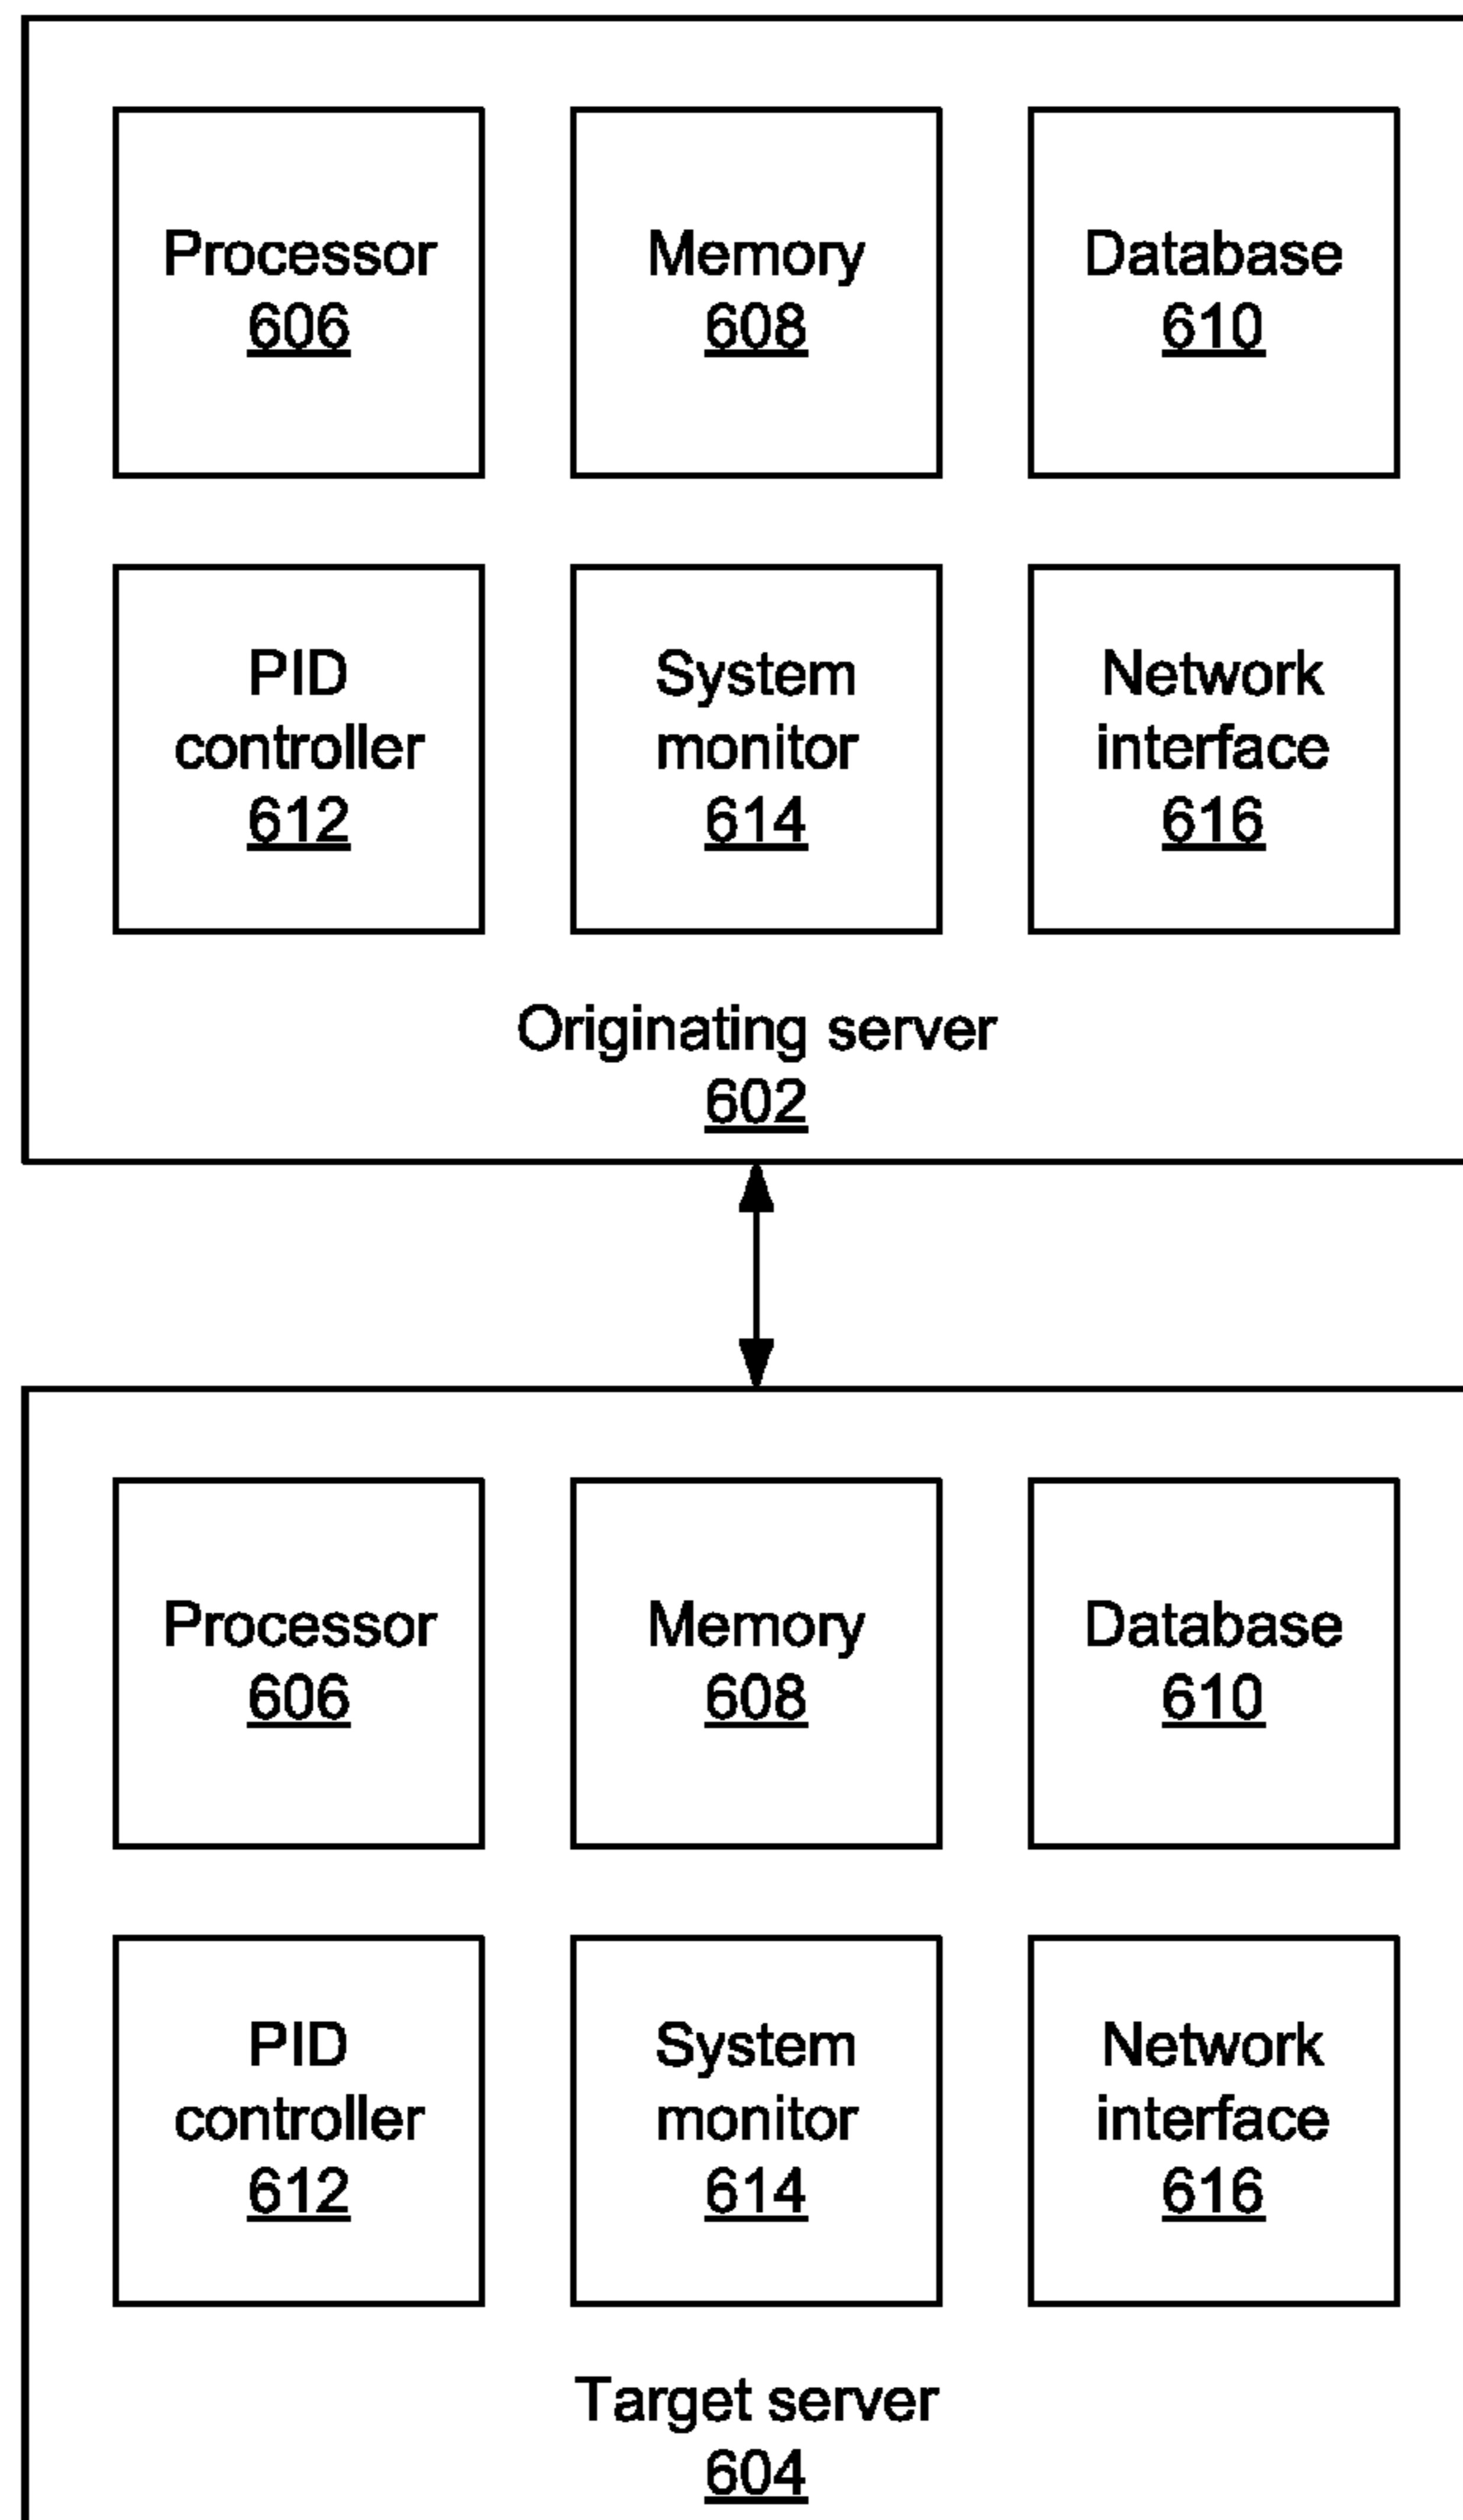 Processor
606
Memory
608
Database
610
PID
controller
612
System
monitor
614
Network
interface
616
Originating server
602
Processor
606
Memory
608
Database
610
PID
controller
612
System
monitor
614
Network
interface
616
Target server
604